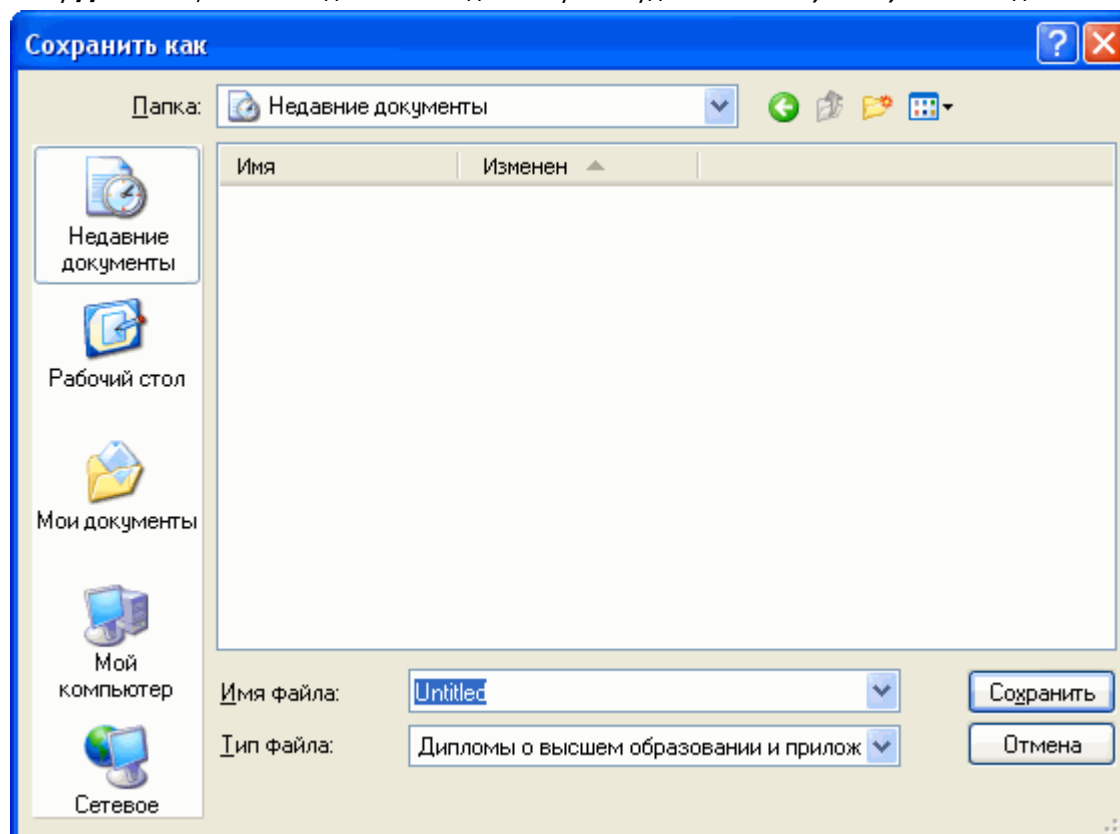 Сохранить как
Папка:
Недавние документы
Имя
Изменен
Недавние
документы
Рабочий стол
Мои документы
Мой
компьютер
Сетевое
Имя файла:
Untitled
Сохранить
Тип файла:
Дипломы о высшем образовании и прилож
Отмена